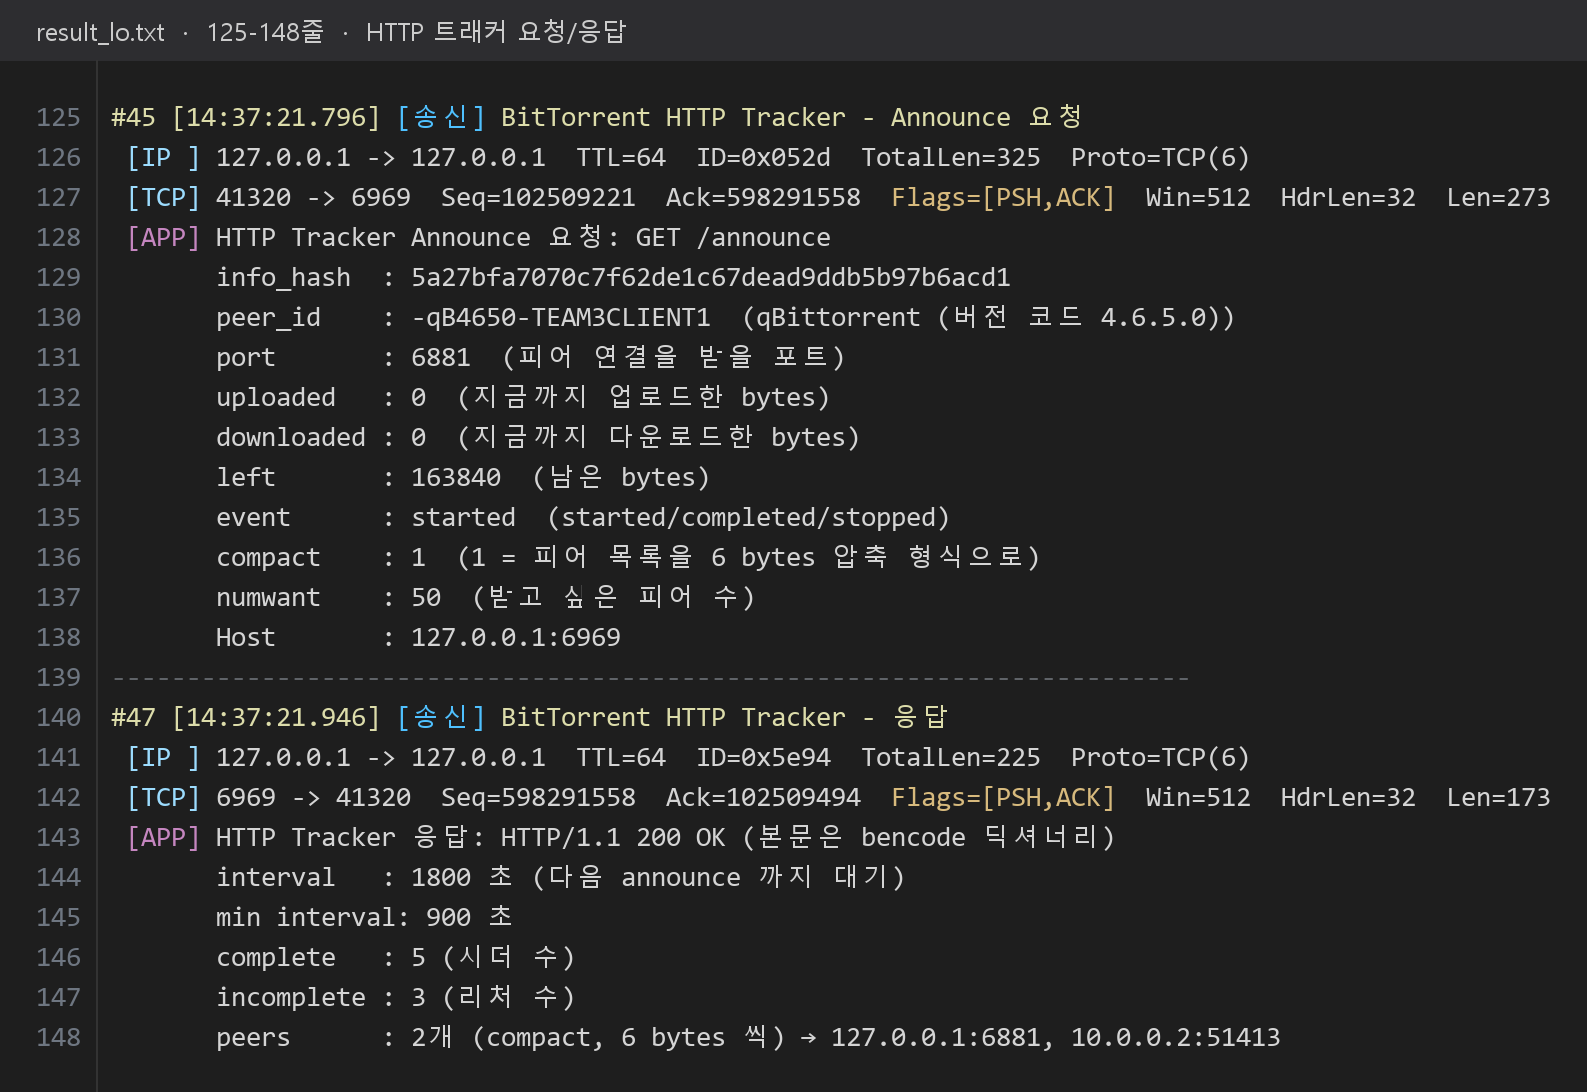 result_lo.txt · 125-148줄 · HTTP 트래커 요청/응답
125 #45 [14:37:21.796] [송신] BitTorrent HTTP Tracker - Announce 요청
126 [IP ] 127.0.0.1 -> 127.0.0.1 TTL=64 ID=0x052d TotalLen=325 Proto=TCP(6)
127 [TCP] 41320 -> 6969 Seq=102509221 Ack=598291558 Flags=[PSH,ACK] Win=512 HdrLen=32 Len=273
128 [APP] HTTP Tracker Announce 요청: GET /announce
129 info_hash : 5a27bfa7070c7f62de1c67dead9ddb5b97b6acd1
130 peer_id : -qB4650-TEAM3CLIENT1 (qBittorrent (버전 코드 4.6.5.0))
131 port : 6881 (피어 연결을 받을 포트)
132 uploaded : 0 (지금까지 업로드한 bytes)
133 downloaded : 0 (지금까지 다운로드한 bytes)
134 left : 163840 (남은 bytes)
135 event : started (started/completed/stopped)
136 compact : 1 (1 = 피어 목록을 6 bytes 압축 형식으로)
137 numwant : 50 (받고 싶은 피어 수)
138 Host : 127.0.0.1:6969
139 ------------------------------------------------------------------------
140 #47 [14:37:21.946] [송신] BitTorrent HTTP Tracker - 응답
141 [IP ] 127.0.0.1 -> 127.0.0.1 TTL=64 ID=0x5e94 TotalLen=225 Proto=TCP(6)
142 [TCP] 6969 -> 41320 Seq=598291558 Ack=102509494 Flags=[PSH,ACK] Win=512 HdrLen=32 Len=173
143 [APP] HTTP Tracker 응답: HTTP/1.1 200 OK (본문은 bencode 딕셔너리)
144 interval : 1800 초 (다음 announce 까지 대기)
145 min interval: 900 초
146 complete : 5 (시더 수)
147 incomplete : 3 (리처 수)
148 peers : 2개 (compact, 6 bytes 씩) → 127.0.0.1:6881, 10.0.0.2:51413